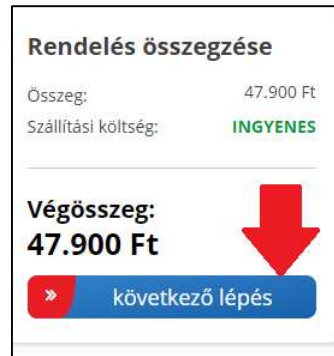 Rendelés összegzése
Összeg: 47.900 Ft
Szállítási költség: INGYENES
Végösszeg:
47.900 Ft
» következő lépés